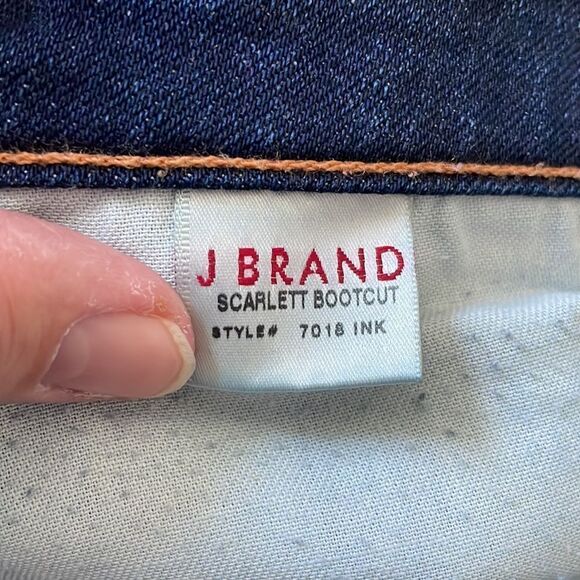 J BRAND
SCARLETT BOOTCUT
STYLE# 7018 INK